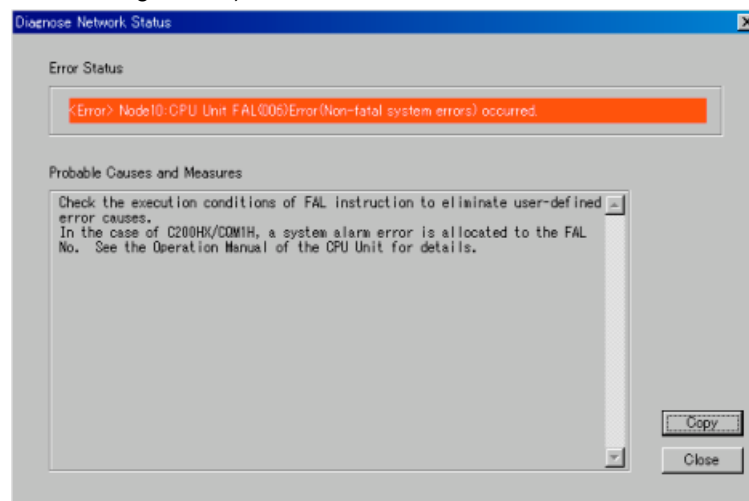 Diagnose Network Status
Error Status
<Error> Node10:CPU Unit FAL(006)Error(Non-fatal system errors) occurred.
Probable Causes and Measures
Check the execution conditions of FAL instruction to eliminate user-defined
error causes.
In the case of C200HX/CQM1H, a system alarm error is allocated to the FAL
No. See the Operation Manual of the CPU Unit for details.
Copy
Close